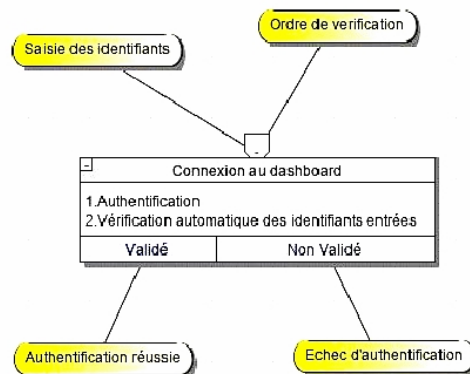 Ordre de verification
Saisie des identifiants
Connexion au dashboard
1.Authentification
2.Vérification automatique des identifiants entrées
Validé
Non Validé
Authentification réussie
Echec d'authentification